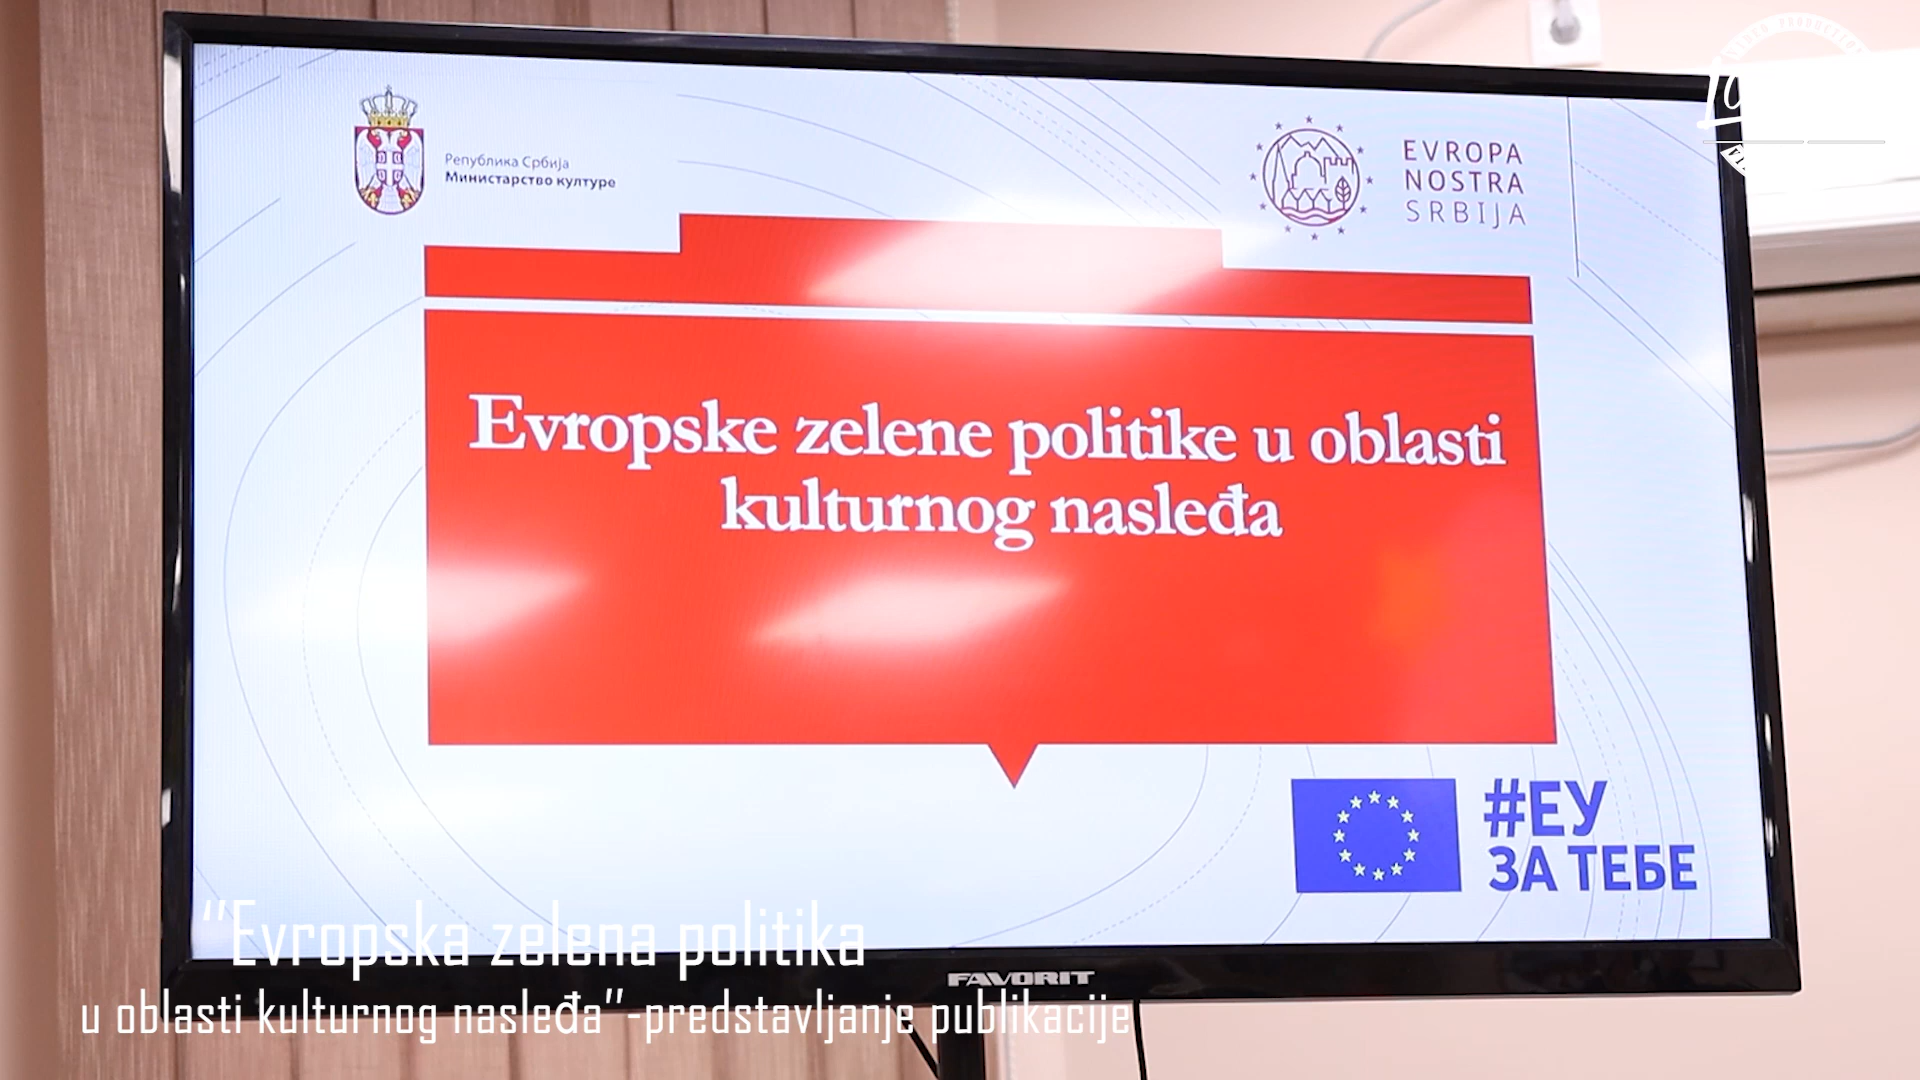 Република Србија
Министарство културе
EVROPA
NOSTRA
SRBIJA
Evropske zelene politike u oblasti
kulturnog nasleđa
#ЕУ
ЗА ТЕБЕ
FAVORIT
"Evropska zelena politika
u oblasti kulturnog nasleđa"-predstavljanje publikacije